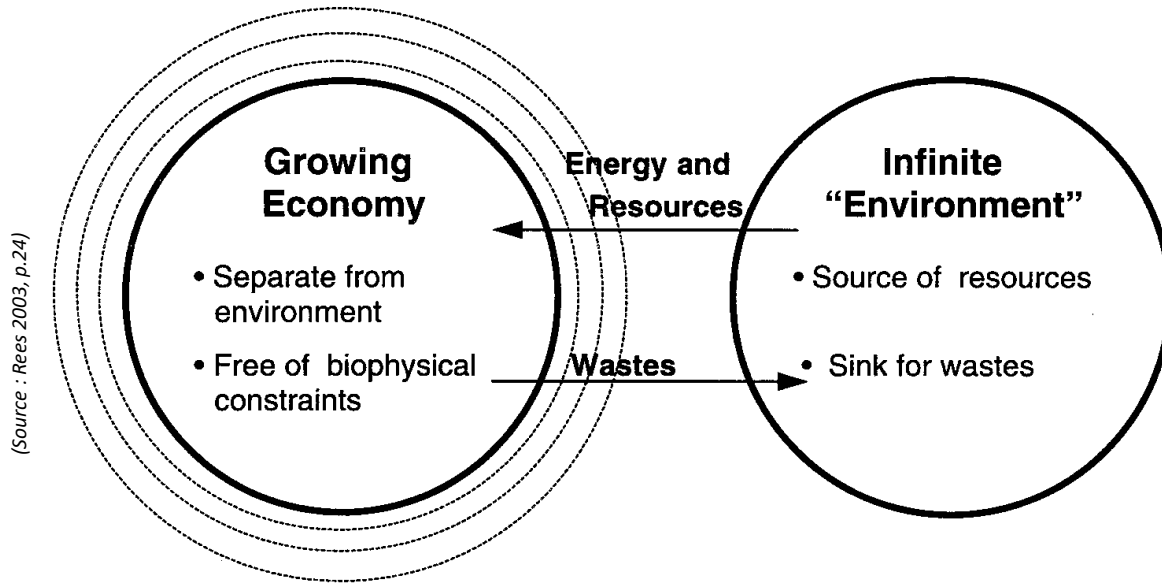 (Source : Rees 2003, p.24)
Growing
Economy
• Separate from
environment
• Free of biophysical
constraints
Energy and
Resources
Wastes
Infinite
“Environment”
• Source of resources
• Sink for wastes